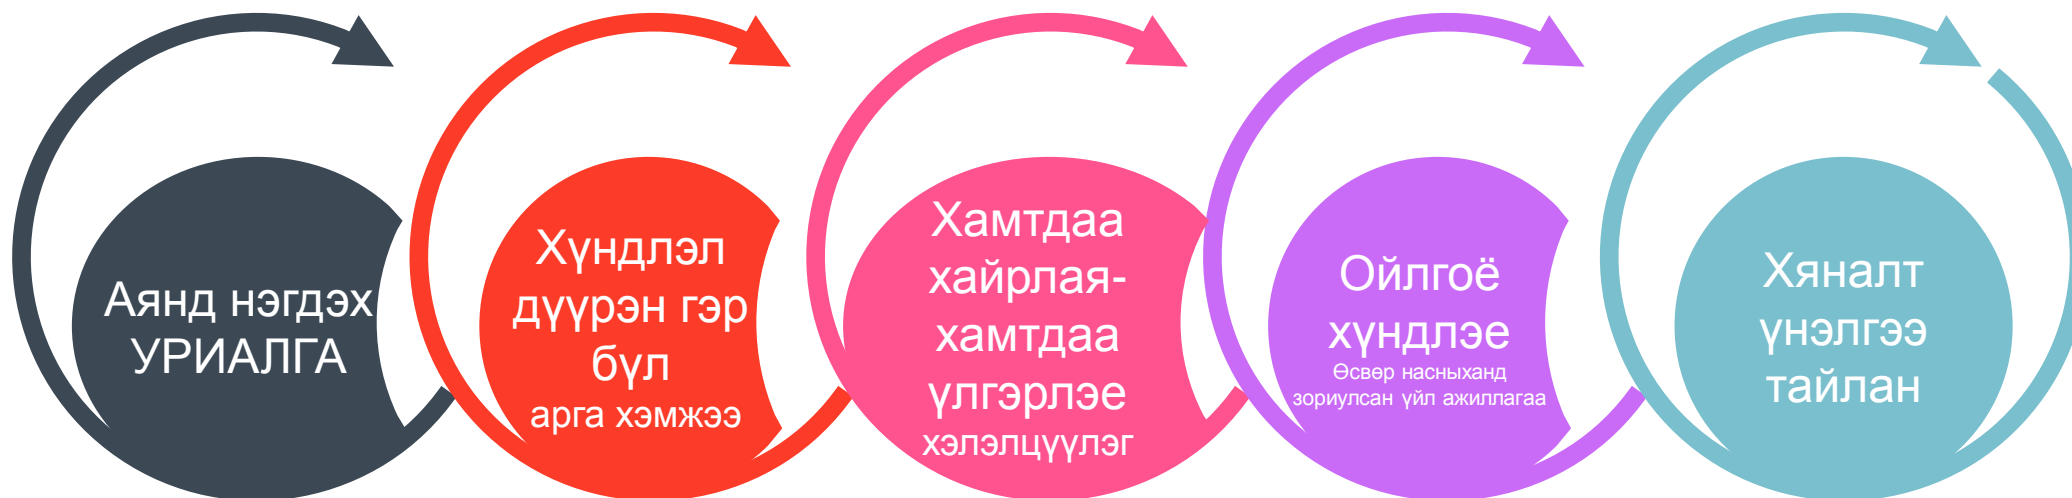 Аянд нэгдэх
УРИАЛГА
Хүндлэл
дүүрэн гэр
бүл
арга хэмжээ
Хамтдаа
хайрлая-
хамтдаа
үлгэрлэе
хэлэлцүүлэг
Ойлгоё
хүндлэе
Өсвөр насныханд
зориулсан үйл ажиллагаа
Хяналт
үнэлгээ
тайлан